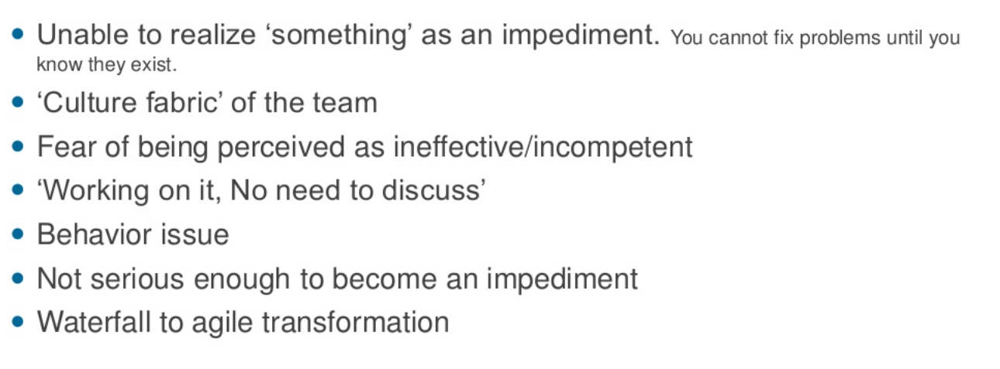 • Unable to realize ‘something’ as an impediment. You cannot fix problems until you
know they exist.
• ‘Culture fabric’ of the team
• Fear of being perceived as ineffective/incompetent
• ‘Working on it, No need to discuss’
• Behavior issue
• Not serious enough to become an impediment
• Waterfall to agile transformation